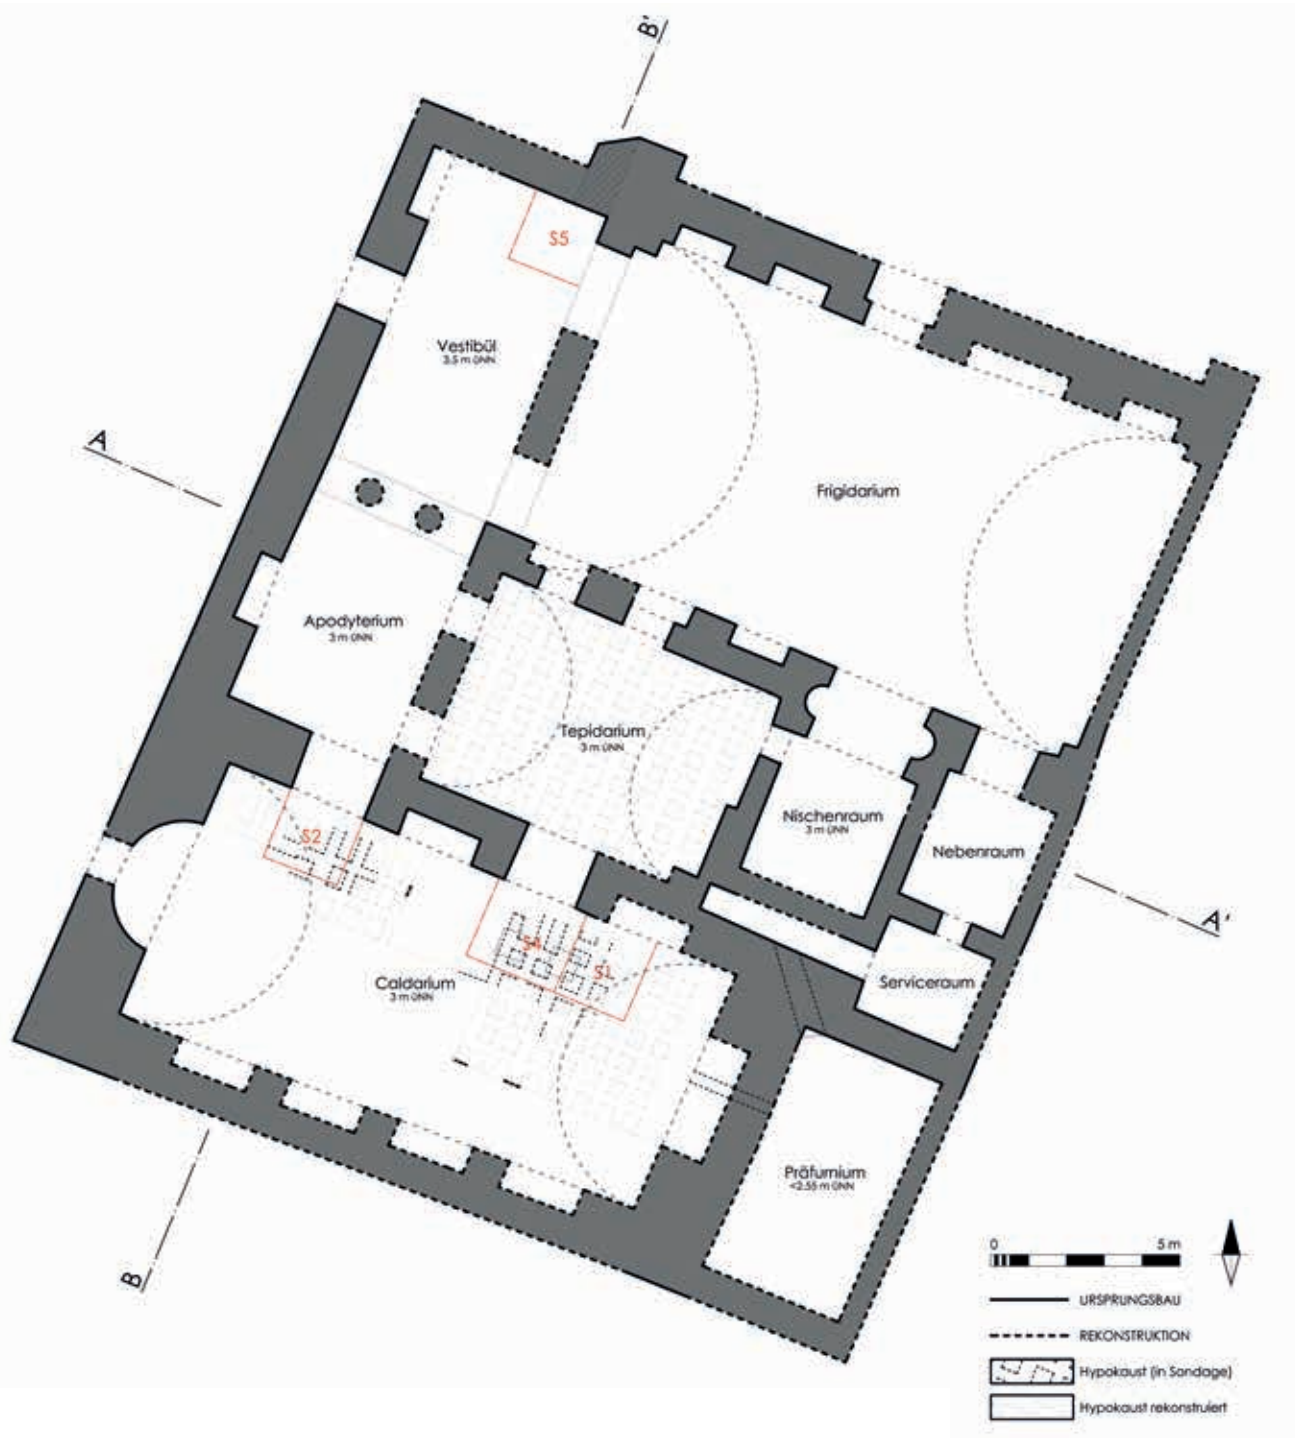 B'
S5
Vestibül
3.5 m üNN
A
Frigidarium
Apodyterium
3 m üNN
Tepidarium
3 m üNN
Nischenraum
3 m üNN
S2
Nebenraum
A'
S4
S1
Caldarium
3 m üNN
Serviceraum
Präfurnium
<2.55 m üNN
B
0 5 m
URSPRUNGSBAU
REKONSTRUKTION
Hypokaust (in Sondage)
Hypokaust rekonstruiert